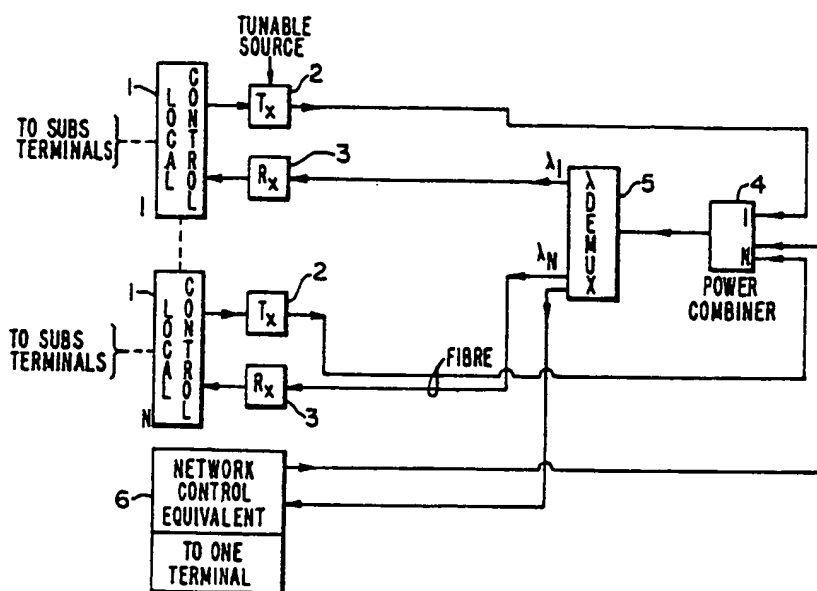 TUNABLE
SOURCE
1
LOCAL
CONTROL
1
TO SUBS
TERMINALS
Tx
2
Rx
3
λ1
λDEMUX
5
4
1
N
POWER
COMBINER
1
LOCAL
CONTROL
N
TO SUBS
TERMINALS
Tx
2
Rx
3
λN
FIBRE
6
NETWORK
CONTROL
EQUIVALENT
TO ONE
TERMINAL